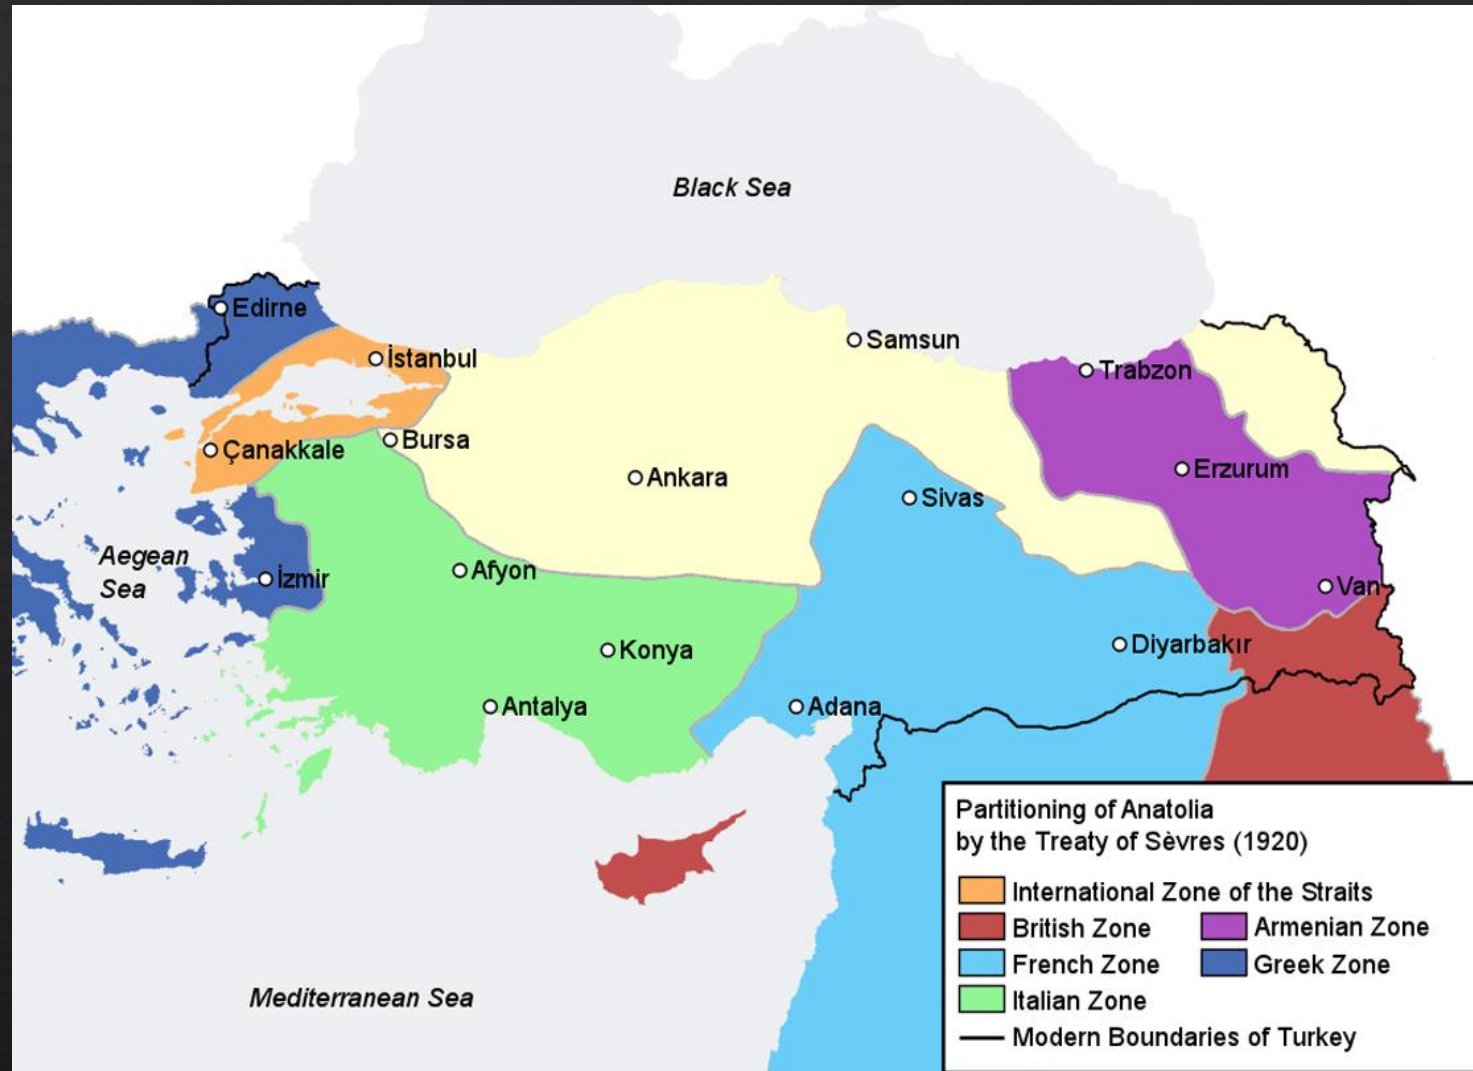 Black Sea
Edirne
İstanbul
Samsun
Trabzon
Çanakkale
Bursa
Ankara
Erzurum
Sivas
Aegean
Sea
İzmir
Afyon
Van
Konya
Diyarbakır
Antalya
Adana
Mediterranean Sea
Partitioning of Anatolia
by the Treaty of Sèvres (1920)
International Zone of the Straits
British Zone
Armenian Zone
French Zone
Greek Zone
Italian Zone
Modern Boundaries of Turkey